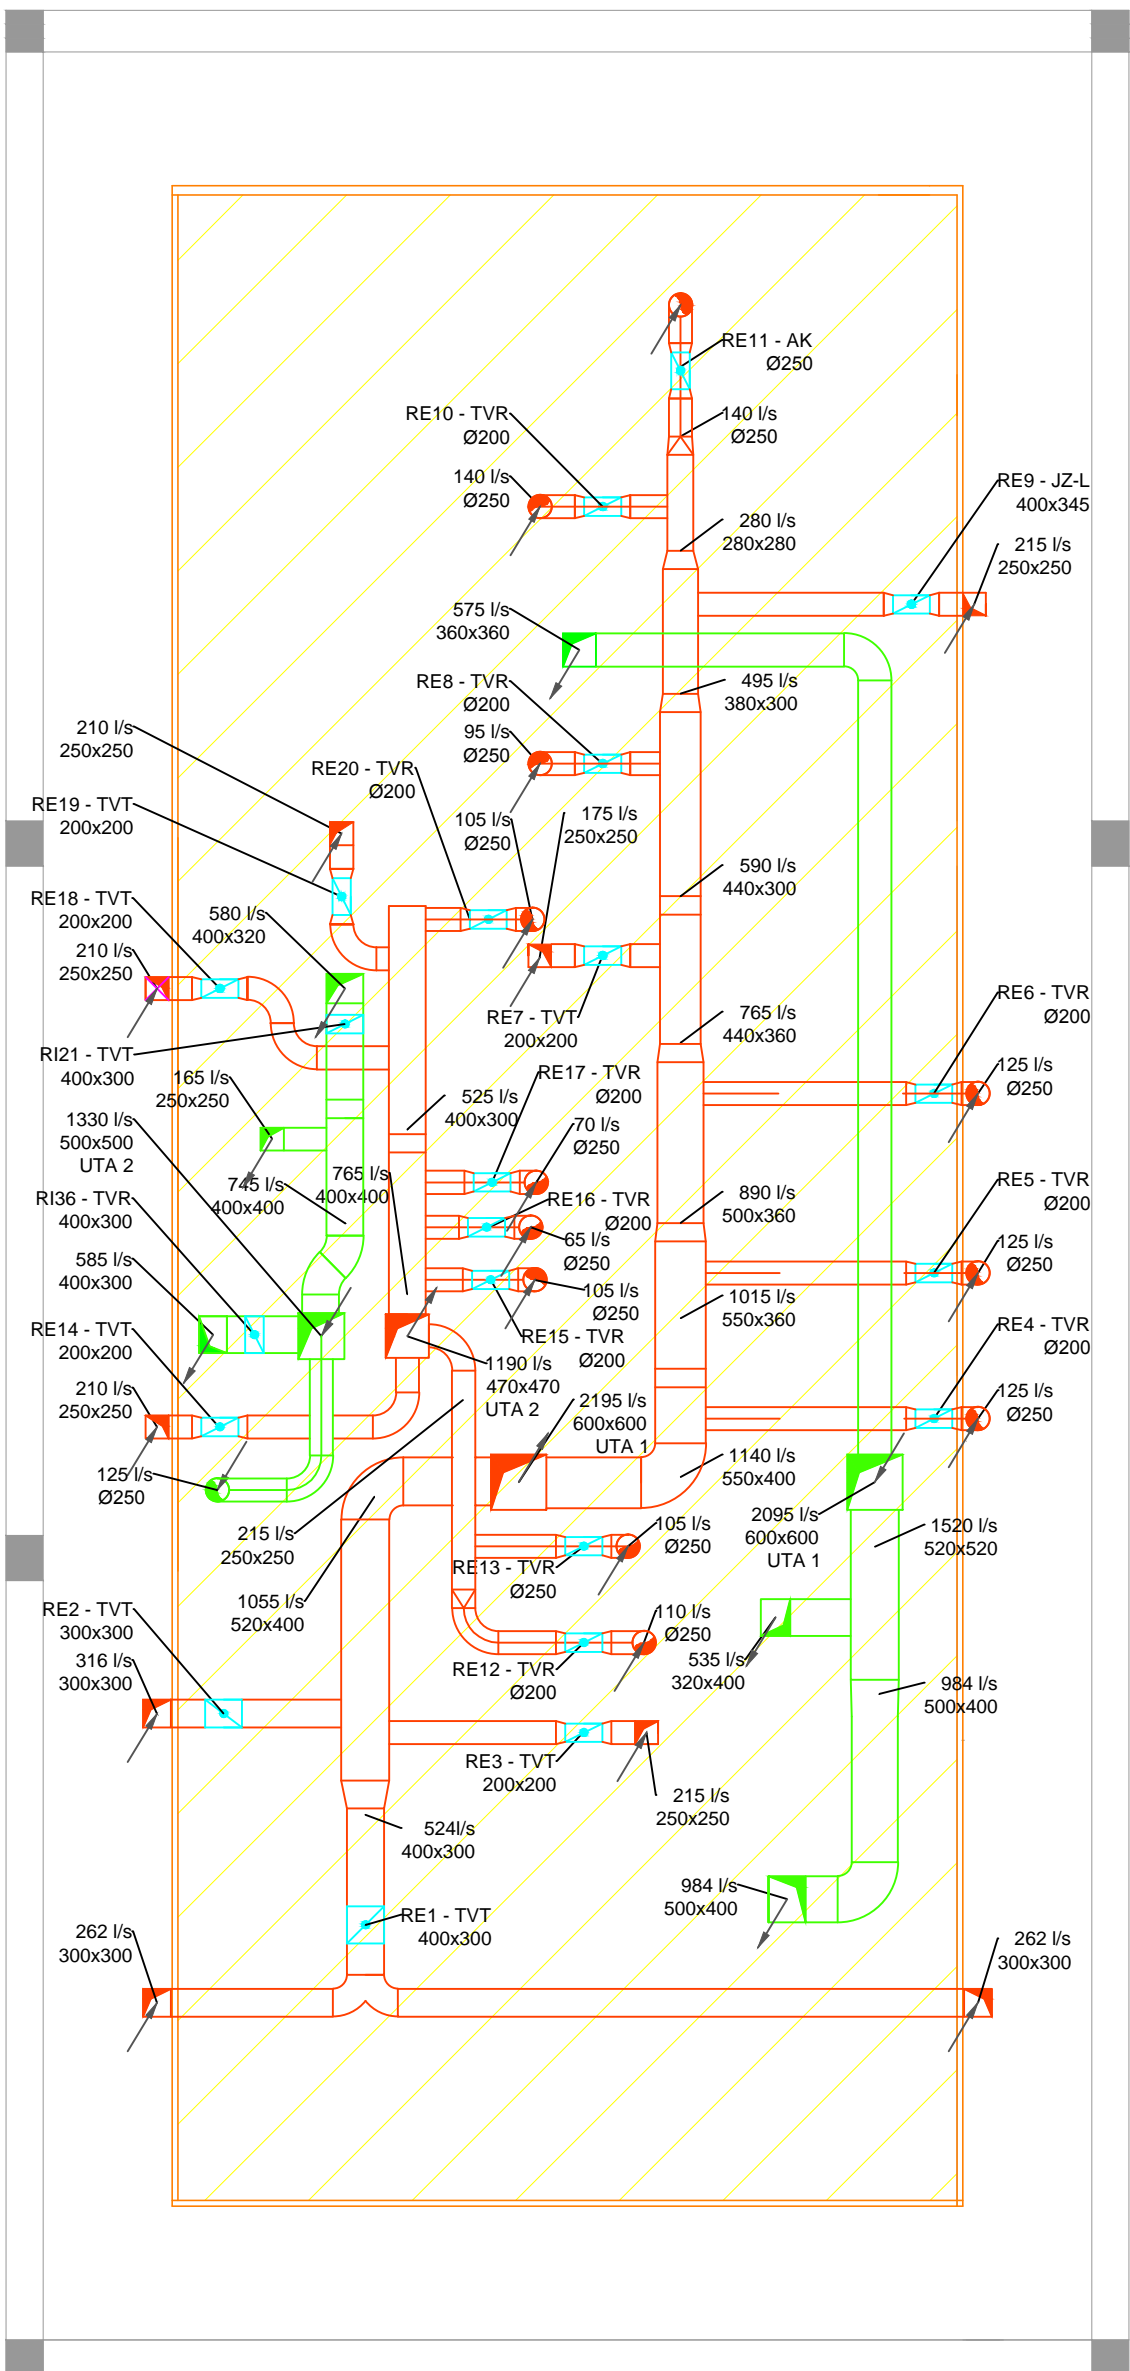 RE11 - AK
Ø250
RE10 - TVR
Ø200
140 l/s
Ø250
140 l/s
Ø250
RE9 - JZ-L
400x345
280 l/s
280x280
215 l/s
250x250
575 l/s
360x360
RE8 - TVR
Ø200
495 l/s
380x300
210 l/s
250x250
95 l/s
Ø250
RE20 - TVR
Ø200
RE19 - TVT
200x200
105 l/s
Ø250
175 l/s
250x250
590 l/s
440x300
RE18 - TVT
200x200
580 l/s
400x320
210 l/s
250x250
RE6 - TVR
Ø200
RE7 - TVT
200x200
765 l/s
440x360
RI21 - TVT
400x300
RE17 - TVR
Ø200
125 l/s
Ø250
165 l/s
250x250
525 l/s
400x300
1330 l/s
500x500
UTA 2
70 l/s
Ø250
745 l/s
400x400
765 l/s
400x400
RE16 - TVR
Ø200
890 l/s
500x360
RE5 - TVR
Ø200
RI36 - TVR
400x300
65 l/s
Ø250
585 l/s
400x300
125 l/s
Ø250
105 l/s
Ø250
1015 l/s
550x360
RE14 - TVT
200x200
RE15 - TVR
Ø200
RE4 - TVR
Ø200
1190 l/s
470x470
UTA 2
210 l/s
250x250
2195 l/s
600x600
UTA 1
125 l/s
Ø250
125 l/s
Ø250
1140 l/s
550x400
2095 l/s
600x600
UTA 1
1520 l/s
520x520
215 l/s
250x250
105 l/s
Ø250
RE13 - TVR
Ø250
1055 l/s
520x400
RE2 - TVT
300x300
110 l/s
Ø250
316 l/s
300x300
RE12 - TVR
Ø200
535 l/s
320x400
984 l/s
500x400
RE3 - TVT
200x200
215 l/s
250x250
524l/s
400x300
984 l/s
500x400
RE1 - TVT
400x300
262 l/s
300x300
262 l/s
300x300